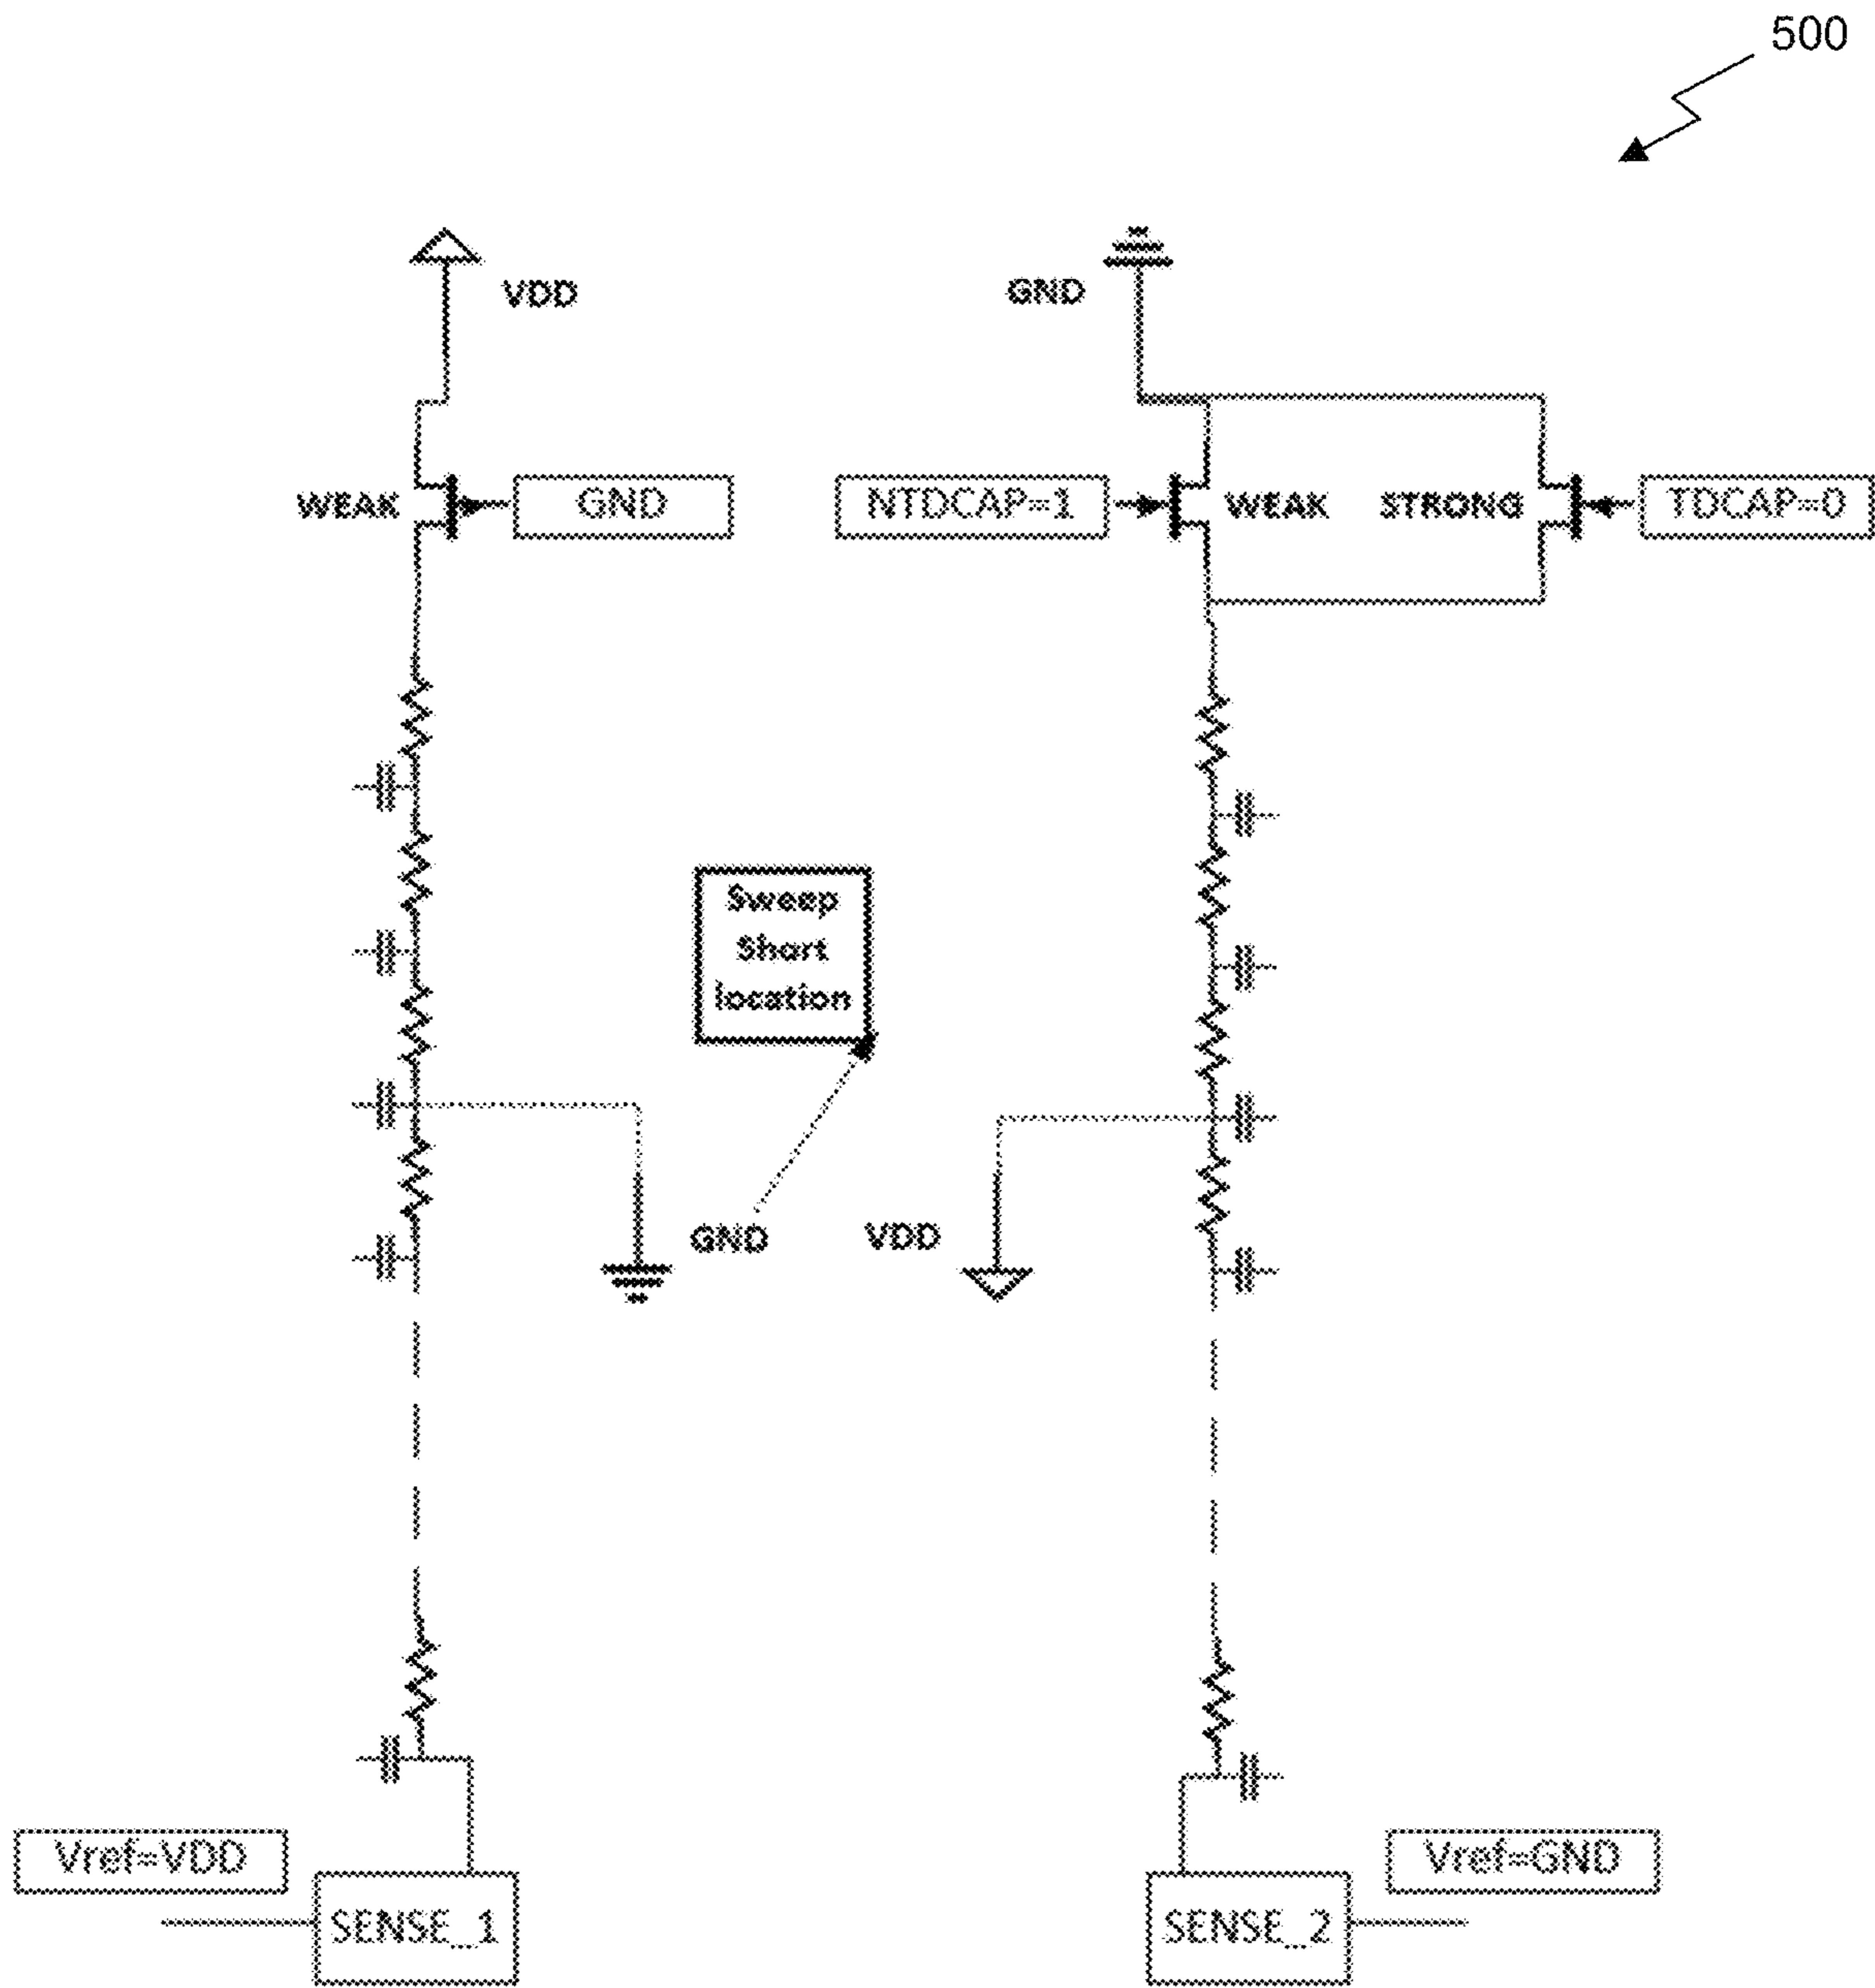 500
VDD
GND
WEAK
GND
NTDCAP=1
WEAK
STRONG
TDCAP=0
Sweep
Short
location
GND
VDD
Vref=VDD
Vref=GND
SENSE_1
SENSE_2